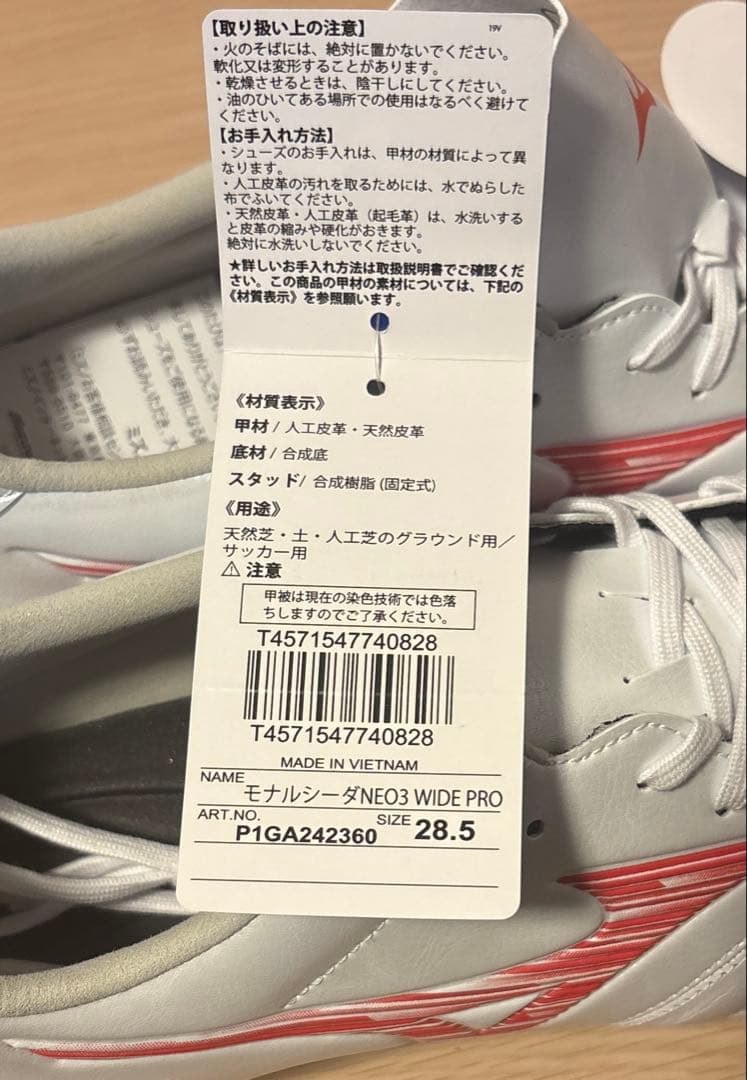 【取り扱い上の注意】 19V
・火のそばには、絶対に置かないでください。
軟化又は変形することがあります。
・乾燥させるときは、陰干しにしてください。
・油のひいてある場所での使用はなるべく避けて
ください。
【お手入れ方法】
・シューズのお手入れは、甲材の材質によって異
なります。
・人工皮革の汚れを取るためには、水でぬらした
布でふいてください。
・天然皮革・人工皮革（起毛革）は、水洗いする
と皮革の縮みや硬化がおきます。
絶対に水洗いしないでください。
★詳しいお手入れ方法は取扱説明書でご確認くだ
さい。この商品の甲材の素材については、下記の
《材質表示》を参照願います。
《材質表示》
甲材 / 人工皮革・天然皮革
底材 / 合成底
スタッド/ 合成樹脂 (固定式)
《用途》
天然芝・土・人工芝のグラウンド用／
サッカー用
⚠ 注意
甲被は現在の染色技術では色落
ちしますのでご了承ください。
T4571547740828
T4571547740828
MADE IN VIETNAM
NAME モナルシーダNEO3 WIDE PRO
ART.NO. P1GA242360 SIZE 28.5